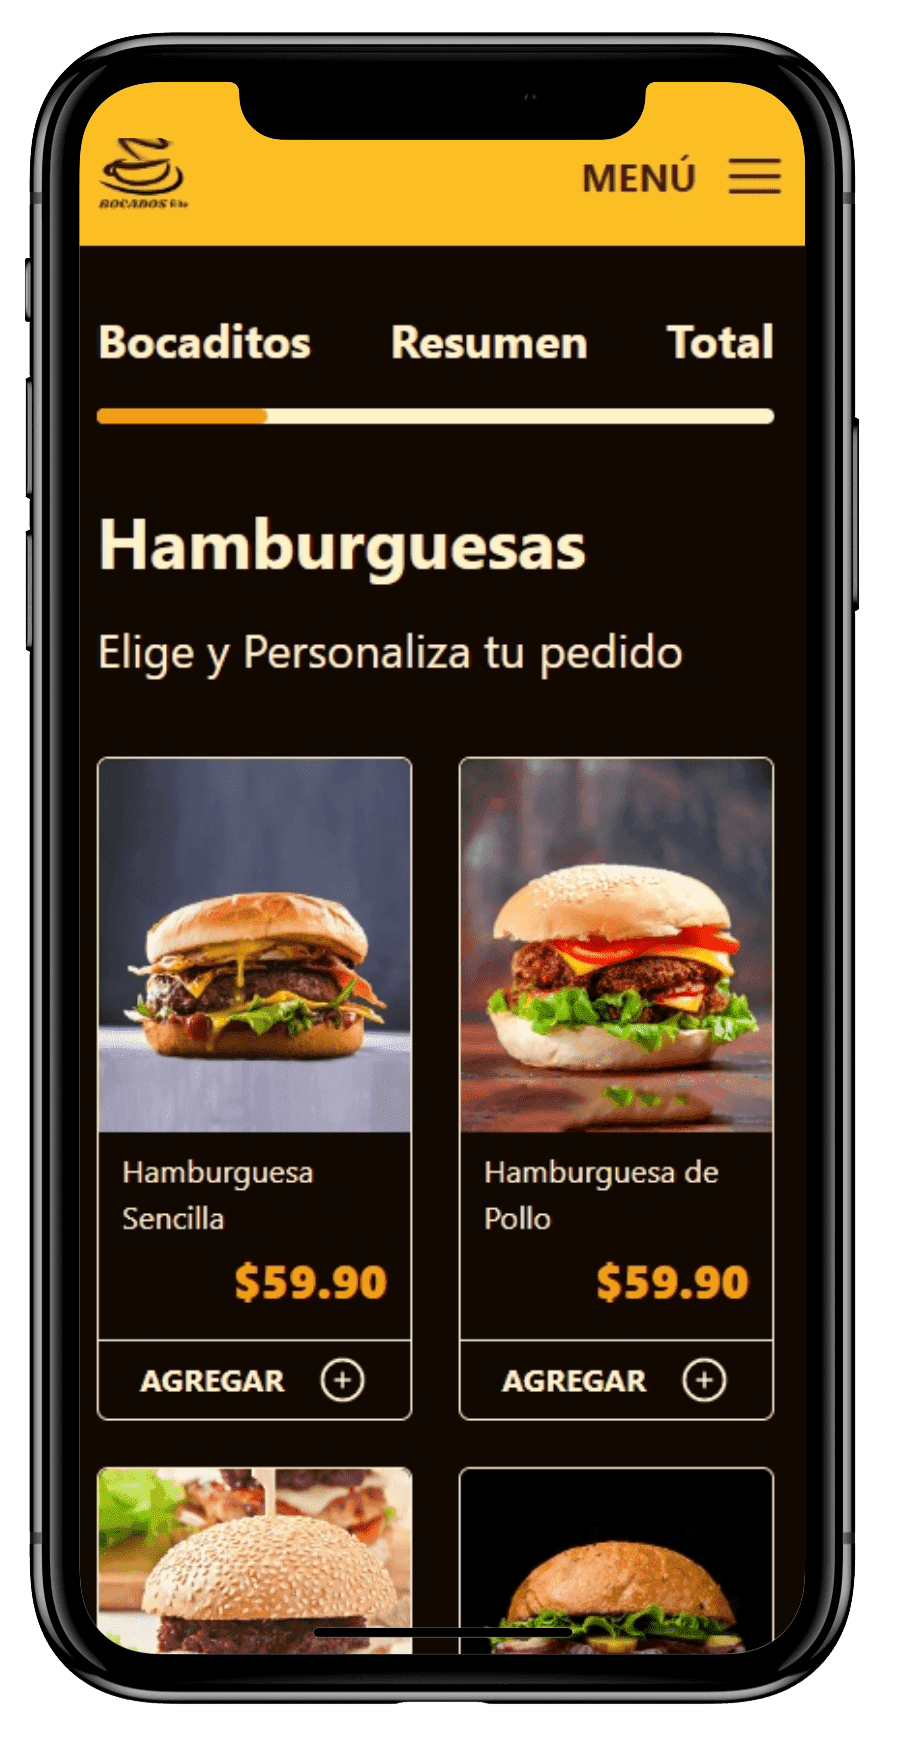 BOCADOS
MENÚ
Bocaditos Resumen Total
Hamburguesas
Elige y Personaliza tu pedido
Hamburguesa
Sencilla
$59.90
AGREGAR
Hamburguesa de
Pollo
$59.90
AGREGAR